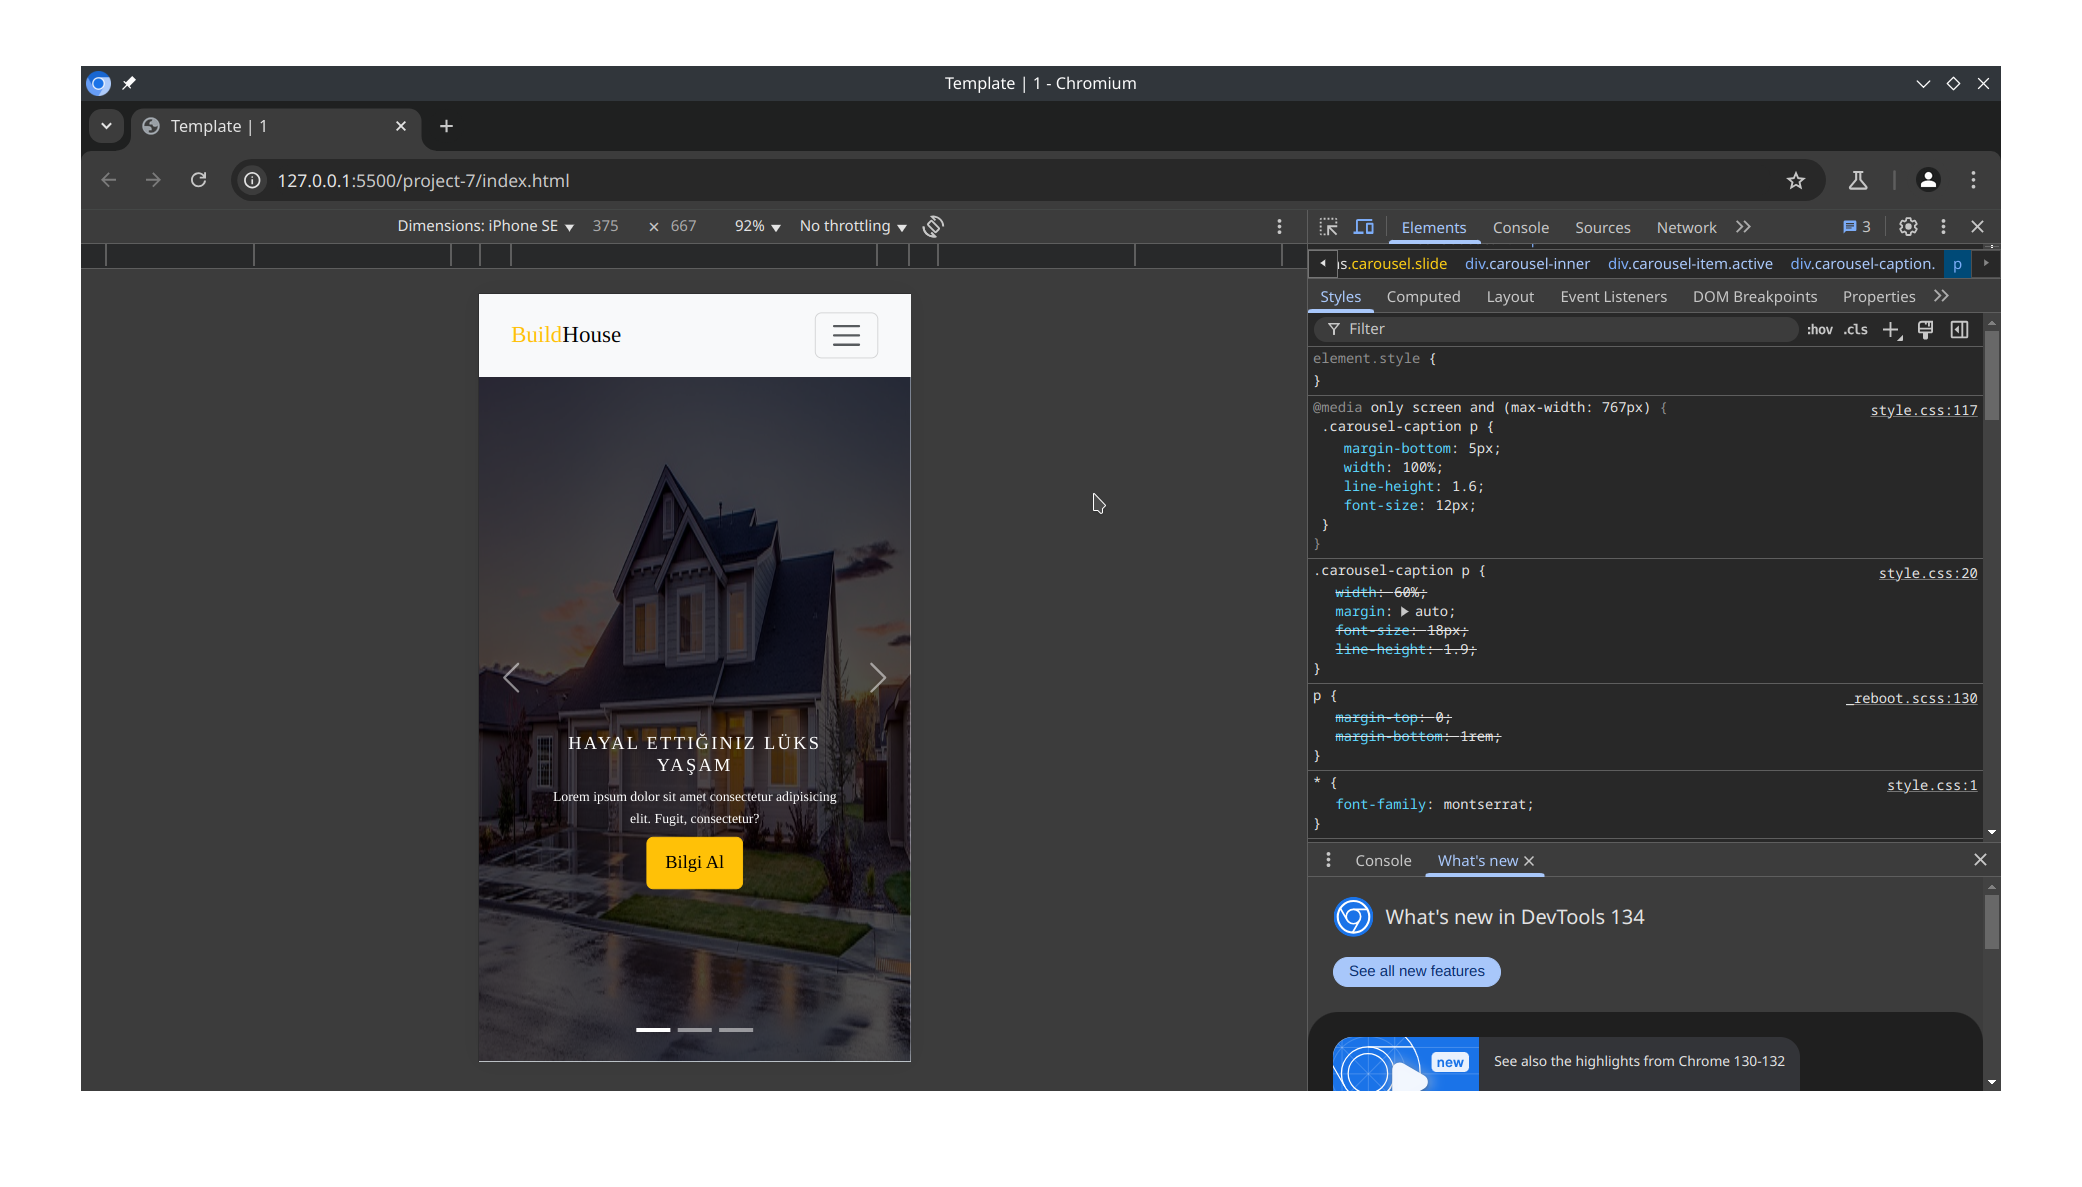 Template | 1 - Chromium
Template | 1
127.0.0.1:5500/project-7/index.html
Dimensions: iPhone SE 375 × 667 92% No throttling
Elements Console Sources Network 3
s.carousel.slide div.carousel-inner div.carousel-item.active div.carousel-caption. p
Styles Computed Layout Event Listeners DOM Breakpoints Properties
Filter :hov .cls
element.style {
}
@media only screen and (max-width: 767px) { style.css:117
.carousel-caption p {
margin-bottom: 5px;
width: 100%;
line-height: 1.6;
font-size: 12px;
}
}
.carousel-caption p { style.css:20
width: 60%;
margin: auto;
font-size: 18px;
line-height: 1.9;
}
p { _reboot.scss:130
margin-top: 0;
margin-bottom: 1rem;
}
* { style.css:1
font-family: montserrat;
}
Console What's new
What's new in DevTools 134
See all new features
new
See also the highlights from Chrome 130-132
BuildHouse
HAYAL ETTIĞINIZ LÜKS
YAŞAM
Lorem ipsum dolor sit amet consectetur adipisicing
elit. Fugit, consectetur?
Bilgi Al